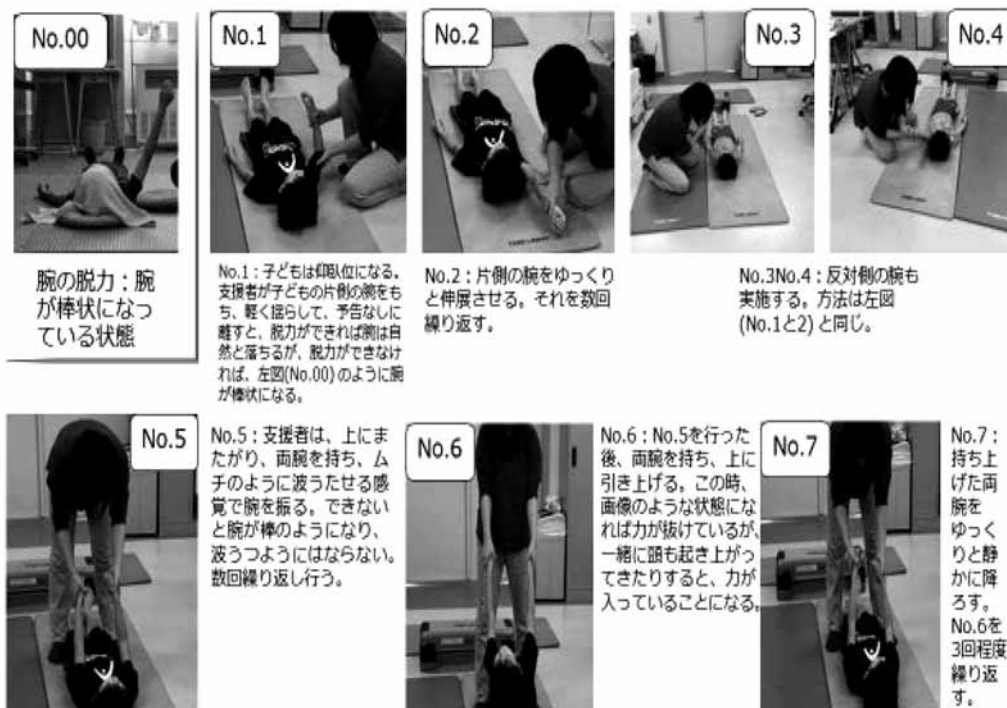 No.00
腕の脱力：腕
が棒状になっ
ている状態
No.1
No.1：子どもは仰臥位になる。
支援者が子どもの片側の腕をも
ち、軽く揺らして、予告なしに
離すと、脱力ができれば腕は自
然と落ちるが、脱力ができなけ
れば、左図(No.00)のように腕
が棒状になる。
No.2
No.2：片側の腕をゆっくり
と伸展させる。それを数回
繰り返す。
No.3
No.4
No.3No.4：反対側の腕も
実施する。方法は左図
(No.1と2)と同じ。
No.5
No.5：支援者は、上にま
たがり、両腕を持ち、ム
チのように波うたせる感
覚で腕を振る。できない
と腕が棒のようになり、
波うつようにはならない。
数回繰り返し行う。
No.6
No.6：No.5を行った
後、両腕を持ち、上に
引き上げる。この時、
画像のような状態にな
れば力が抜けているが、
一緒に頭も起き上がっ
てきたりすると、力が
入っていることになる。
No.7
No.7：
持ち上
げた両
腕を
ゆっく
りと静
かに降
ろす。
No.6を
3回程度
繰り返
す。